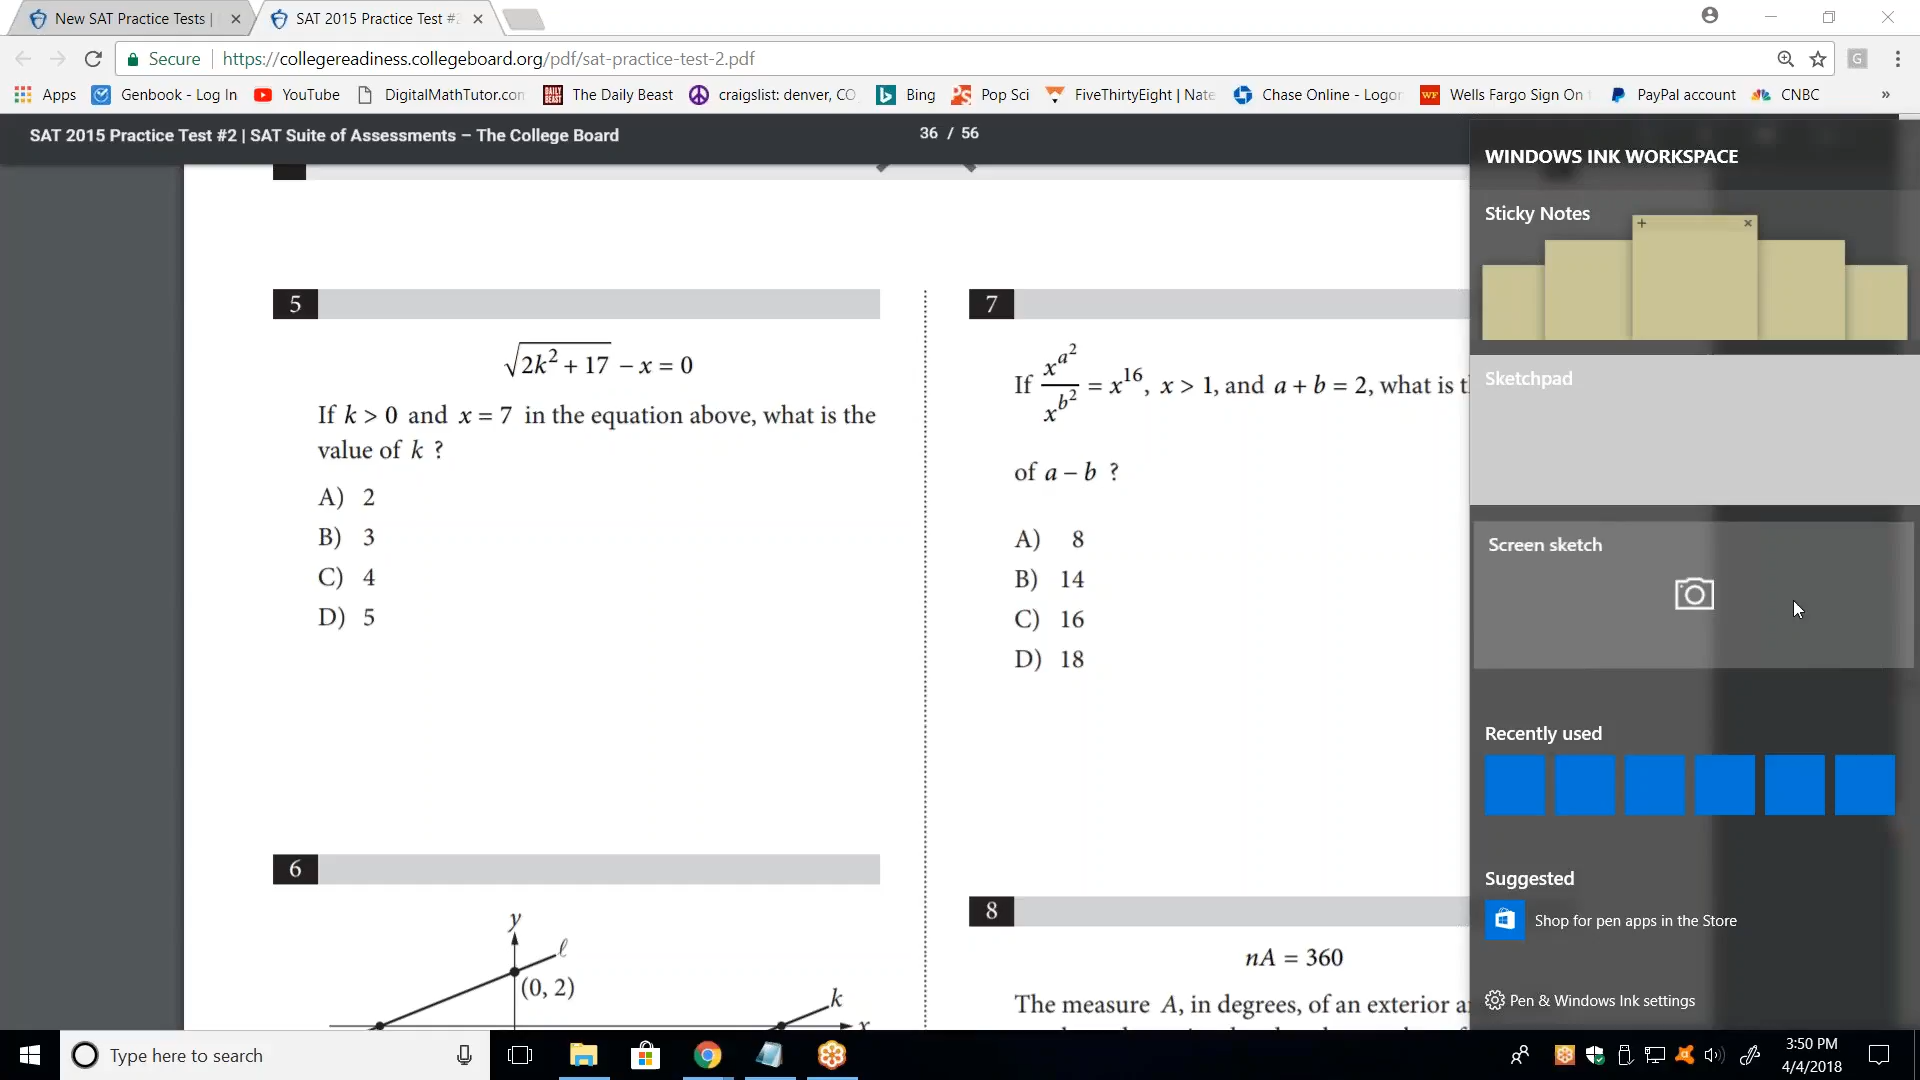 New SAT Practice Tests |
SAT 2015 Practice Test #2
Secure https://collegereadiness.collegeboard.org/pdf/sat-practice-test-2.pdf
G
Apps Genbook - Log In YouTube DigitalMathTutor.con The Daily Beast craigslist: denver, CO Bing Pop Sci FiveThirtyEight | Nate Chase Online - Logon Wells Fargo Sign On PayPal account CNBC »
SAT 2015 Practice Test #2 | SAT Suite of Assessments – The College Board
36 / 56
5
√2k² + 17 – x = 0
If k > 0 and x = 7 in the equation above, what is the
value of k ?
A) 2
B) 3
C) 4
D) 5
6
y
ℓ
(0, 2)
k
x
7
If x^a²/x^b² = x^16, x > 1, and a + b = 2, what is t
of a – b ?
A) 8
B) 14
C) 16
D) 18
8
nA = 360
The measure A, in degrees, of an exterior a
WINDOWS INK WORKSPACE
Sticky Notes
Sketchpad
Screen sketch
Recently used
Suggested
Shop for pen apps in the Store
Pen & Windows Ink settings
Type here to search
3:50 PM
4/4/2018